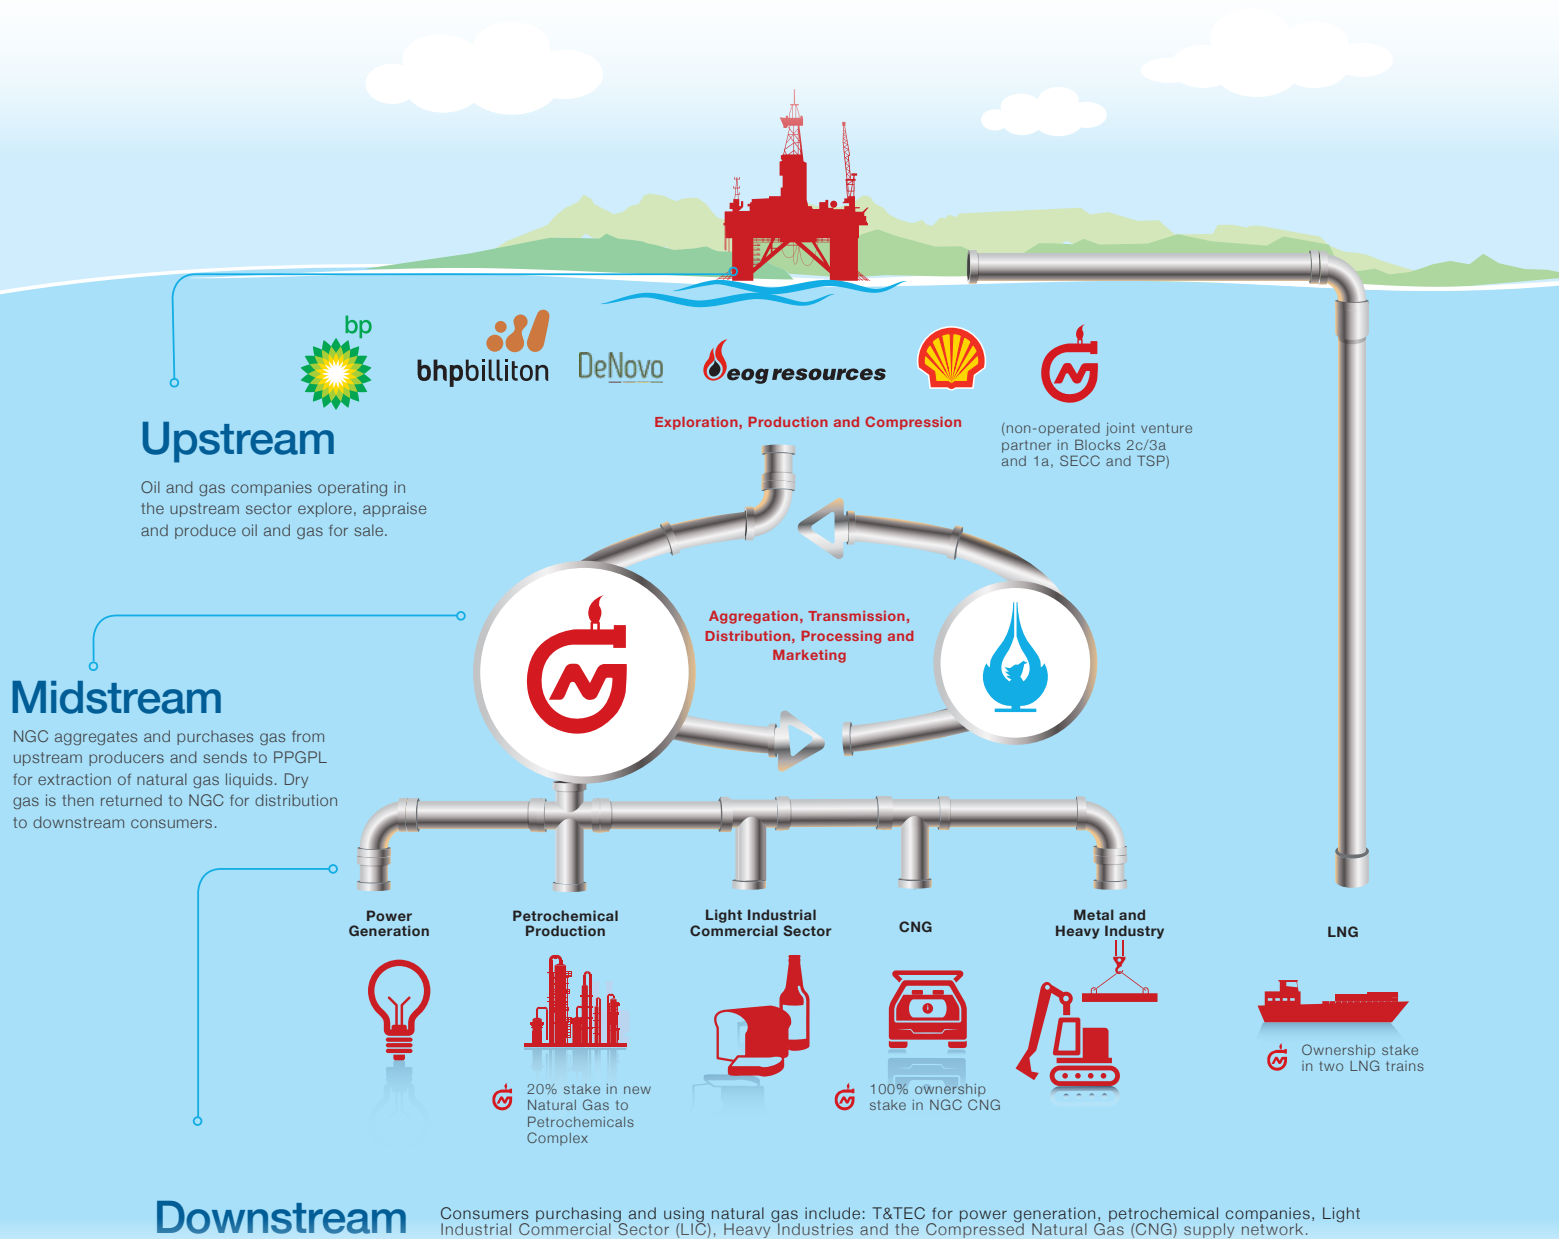 bp
bhpbilliton
DeNovo
eog resources
Exploration, Production and Compression
(non-operated joint venture
partner in Blocks 2c/3a
and 1a, SECC and TSP)
Upstream
Oil and gas companies operating in
the upstream sector explore, appraise
and produce oil and gas for sale.
Aggregation, Transmission,
Distribution, Processing and
Marketing
Midstream
NGC aggregates and purchases gas from
upstream producers and sends to PPGPL
for extraction of natural gas liquids. Dry
gas is then returned to NGC for distribution
to downstream consumers.
Power
Generation
Petrochemical
Production
Light Industrial
Commercial Sector
CNG
Metal and
Heavy Industry
LNG
20% stake in new
Natural Gas to
Petrochemicals
Complex
100% ownership
stake in NGC CNG
Ownership stake
in two LNG trains
Downstream
Consumers purchasing and using natural gas include: T&TEC for power generation, petrochemical companies, Light
Industrial Commercial Sector (LIC), Heavy Industries and the Compressed Natural Gas (CNG) supply network.